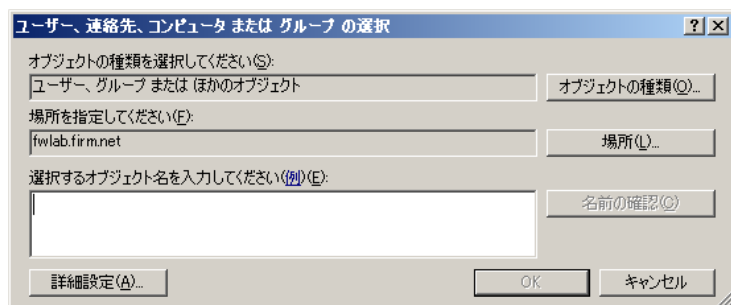 ユーザー、連絡先、コンピュータ または グループ の選択
オブジェクトの種類を選択してください(S):
ユーザー、グループ または ほかのオブジェクト
オブジェクトの種類(O)...
場所を指定してください(F):
fwlab.firm.net
場所(L)...
選択するオブジェクト名を入力してください(例)(E):
名前の確認(C)
詳細設定(A)...
OK
キャンセル